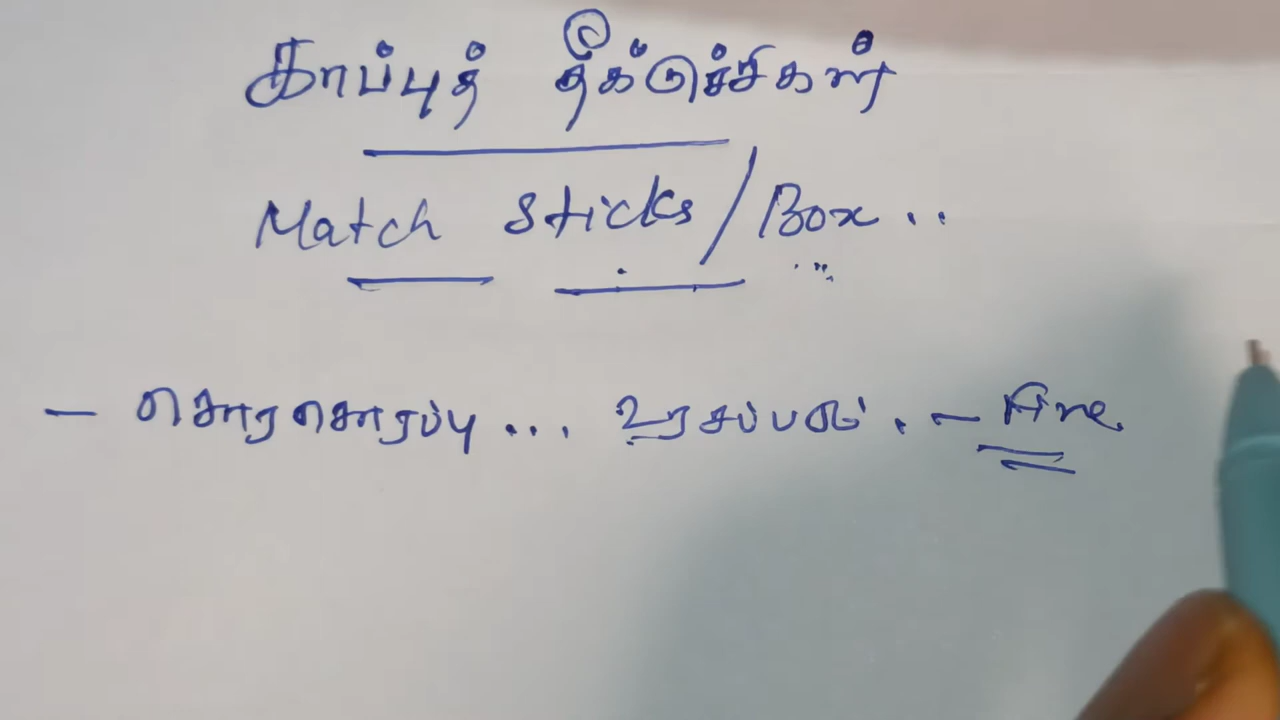 காப்புத் தீக்குச்சிகள்
Match Sticks/Box ..
- சொரசொரப்பு ... உரசப்படும் . - Fire